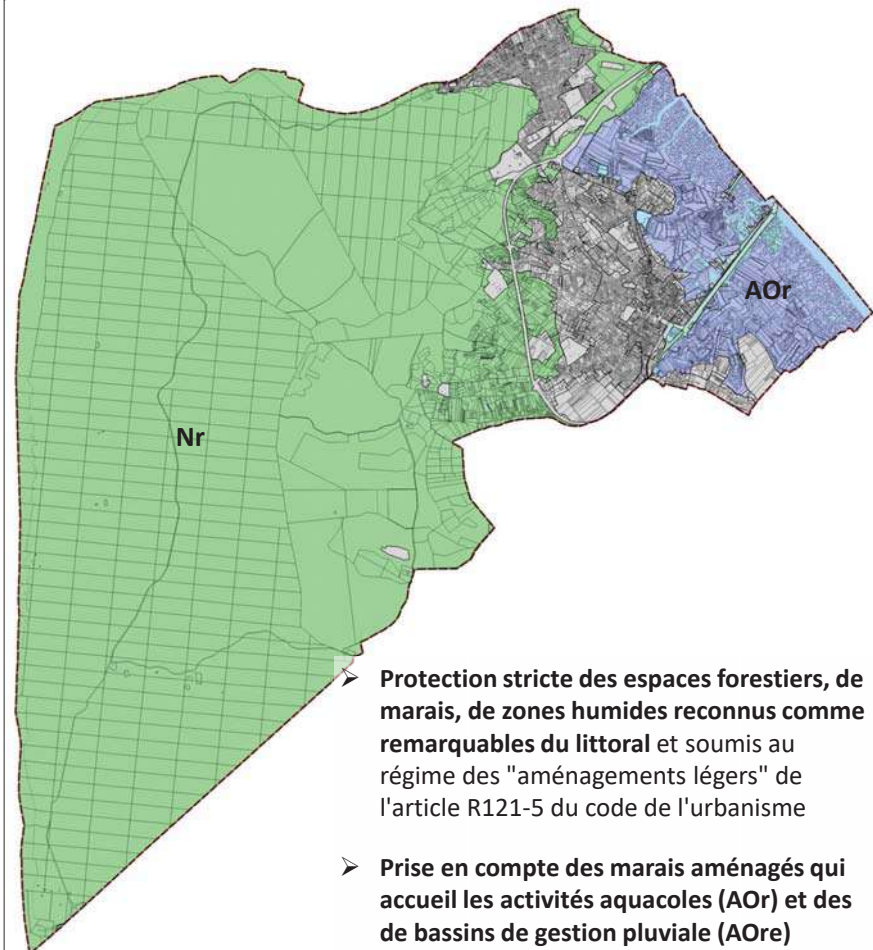 AOr
Nr
➢ Protection stricte des espaces forestiers, de
marais, de zones humides reconnus comme
remarquables du littoral et soumis au
régime des "aménagements légers" de
l'article R121-5 du code de l'urbanisme
➢ Prise en compte des marais aménagés qui
accueil les activités aquacoles (AOr) et des
de bassins de gestion pluviale (AOre)